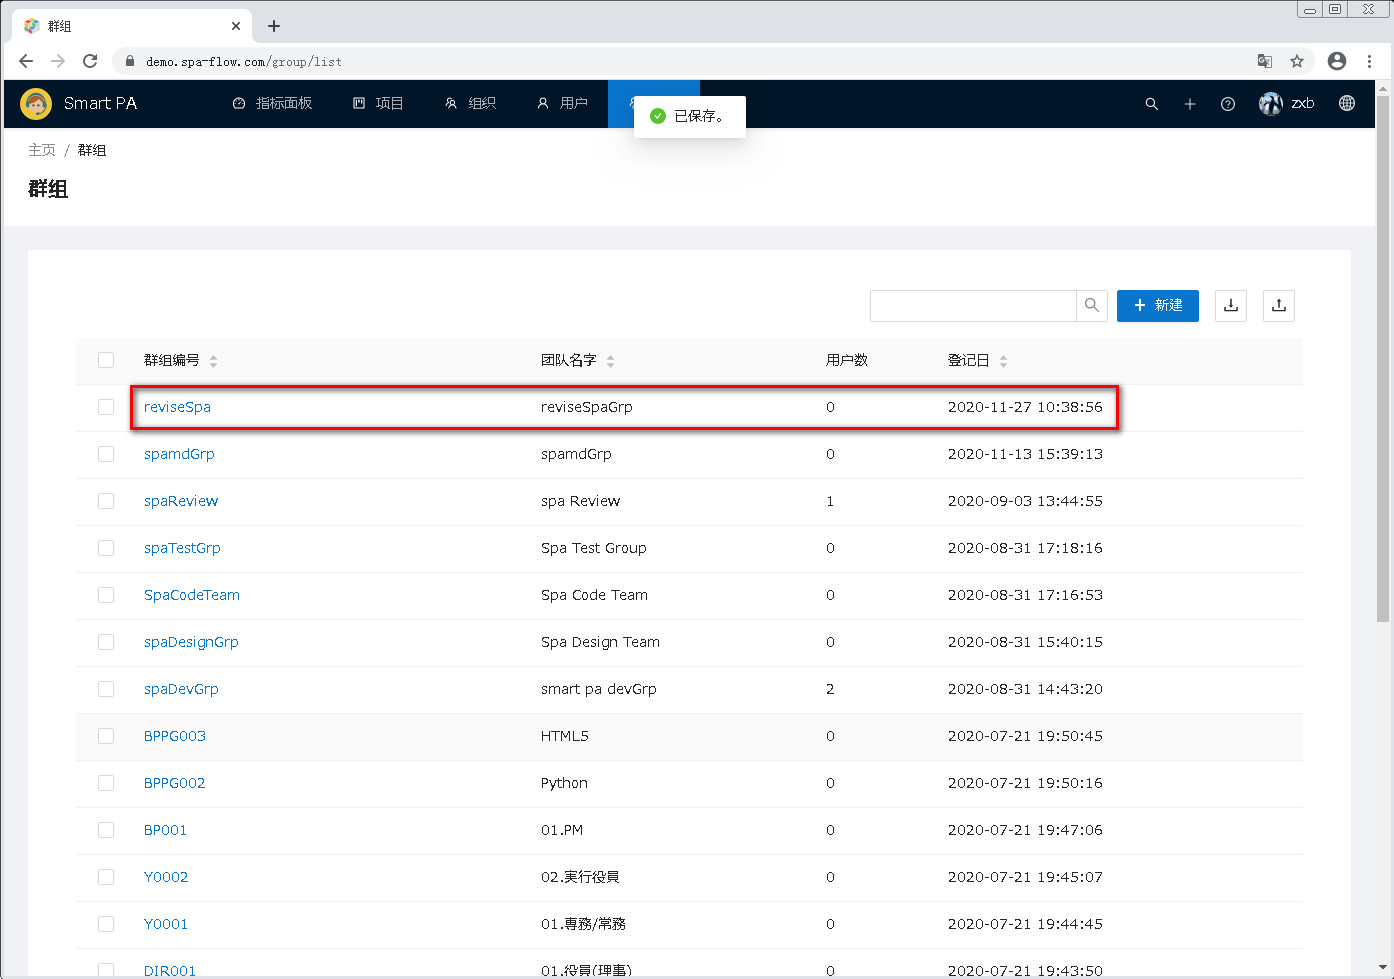 群组
demo.spa-flow.com/group/list
Smart PA 指标面板 项目 组织 用户 zxb
已保存。
主页 / 群组
群组
新建
群组编号 团队名字 用户数 登记日
reviseSpa reviseSpaGrp 0 2020-11-27 10:38:56
spamdGrp spamdGrp 0 2020-11-13 15:39:13
spaReview spa Review 1 2020-09-03 13:44:55
spaTestGrp Spa Test Group 0 2020-08-31 17:18:16
SpaCodeTeam Spa Code Team 0 2020-08-31 17:16:53
spaDesignGrp Spa Design Team 0 2020-08-31 15:40:15
spaDevGrp smart pa devGrp 2 2020-08-31 14:43:20
BPPG003 HTML5 0 2020-07-21 19:50:45
BPPG002 Python 0 2020-07-21 19:50:16
BP001 01.PM 0 2020-07-21 19:47:06
Y0002 02.実行役員 0 2020-07-21 19:45:07
Y0001 01.専務/常務 0 2020-07-21 19:44:45
DIR001 01.役員(理事) 0 2020-07-21 19:43:50